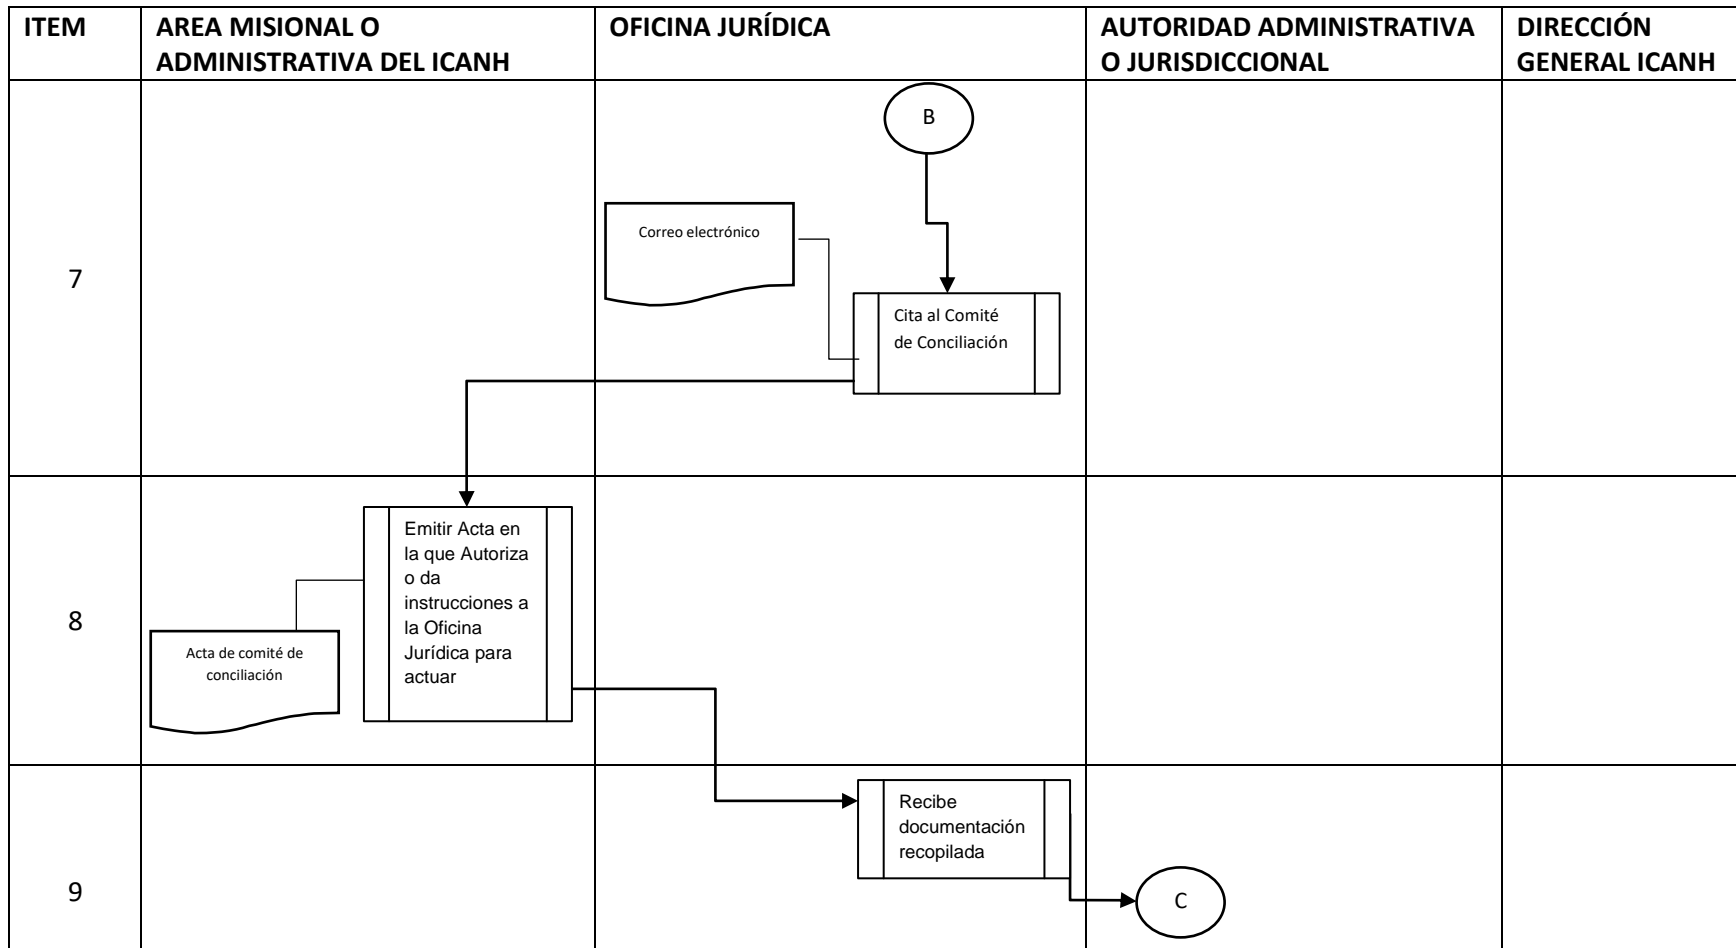 ITEM
AREA MISIONAL O
ADMINISTRATIVA DEL ICANH
OFICINA JURÍDICA
AUTORIDAD ADMINISTRATIVA
O JURISDICCIONAL
DIRECCIÓN
GENERAL ICANH
7
B
Correo electrónico
Cita al Comité
de Conciliación
8
Emitir Acta en
la que Autoriza
o da
instrucciones a
la Oficina
Jurídica para
actuar
Acta de comité de
conciliación
9
Recibe
documentación
recopilada
C